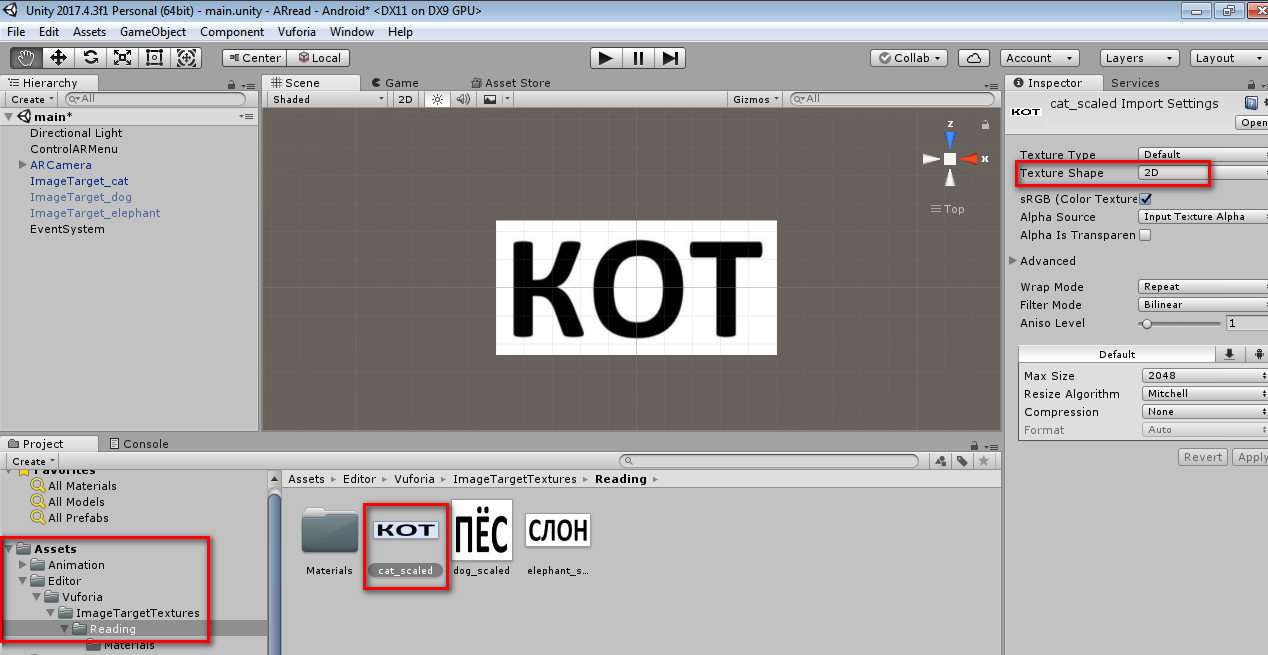 Unity 2017.4.3f1 Personal (64bit) - main.unity - ARread - Android* <DX11 on DX9 GPU>
File Edit Assets GameObject Component Vuforia Window Help
Center Local Collab Account Layers Layout
Hierarchy
Create All
main*
Directional Light
ControlARMenu
ARCamera
ImageTarget_cat
ImageTarget_dog
ImageTarget_elephant
EventSystem
Scene Game Asset Store
Shaded 2D Gizmos All
z
x
Top
КОТ
Inspector Services
КОТ
cat_scaled Import Settings
Open
Texture Type Default
Texture Shape 2D
sRGB (Color Texture
Alpha Source Input Texture Alpha
Alpha Is Transparen
Advanced
Wrap Mode Repeat
Filter Mode Bilinear
Aniso Level 1
Default
Max Size 2048
Resize Algorithm Mitchell
Compression None
Format Auto
Revert Apply
Project Console
Create
Favorites
All Materials
All Models
All Prefabs
Assets
Animation
Editor
Vuforia
ImageTargetTextures
Reading
Materials
Assets Editor Vuforia ImageTargetTextures Reading
КОТ ПЁС СЛОН
Materials cat_scaled dog_scaled elephant_s...